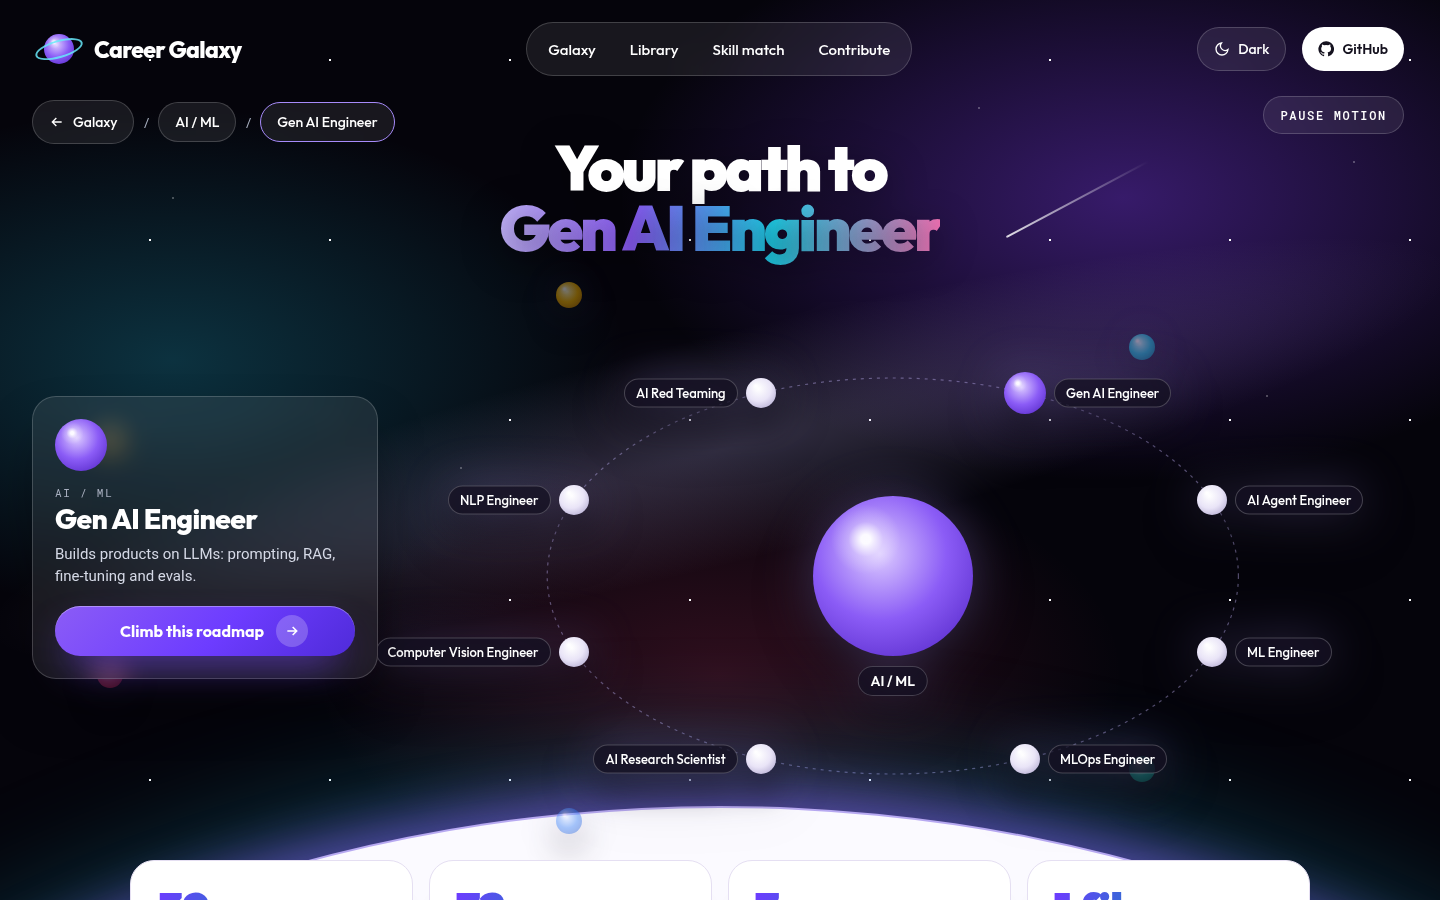 Career Galaxy
Galaxy
Library
Skill match
Contribute
Dark
GitHub
Galaxy
/
AI / ML
/
Gen AI Engineer
PAUSE MOTION
Your path to
Gen AI Engineer
AI Red Teaming
Gen AI Engineer
NLP Engineer
AI Agent Engineer
AI / ML
Gen AI Engineer
Builds products on LLMs: prompting, RAG,
fine-tuning and evals.
Climb this roadmap
Computer Vision Engineer
ML Engineer
AI / ML
AI Research Scientist
MLOps Engineer